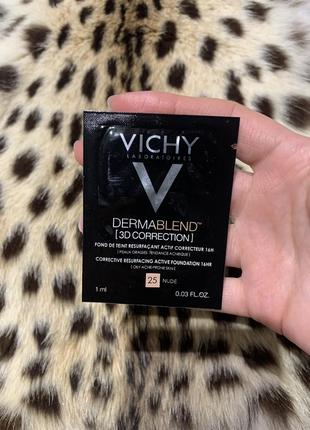 VICHY
LABORATOIRES
V
DERMABLEND™
[3D CORRECTION]
FOND DE TEINT RESURFAÇANT ACTIF CORRECTEUR 16H
[PEAUX GRASSES TENDANCE ACNÉIQUE]
CORRECTIVE RESURFACING ACTIVE FOUNDATION 16HR
[OILY ACNE-PRONE SKIN]
25 NUDE
1 ml 0.03 FL.OZ.